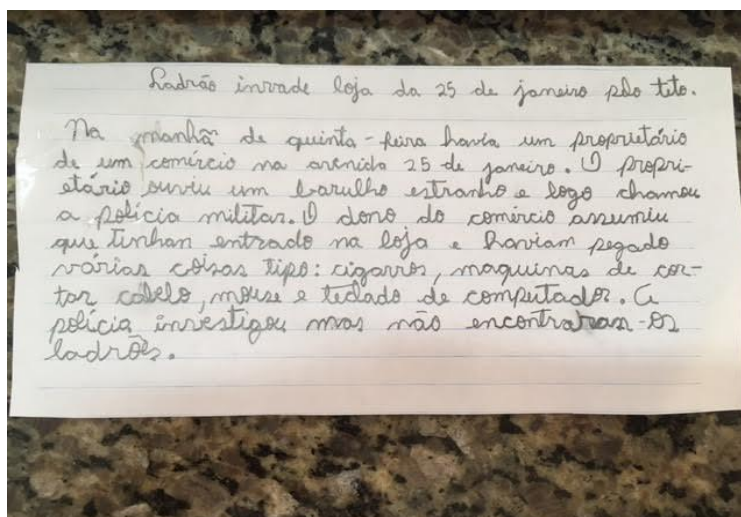 Ladrão invade loja da 25 de janeiro pelo teto.
Na manhã de quinta-feira havia um proprietário
de um comércio na avenida 25 de janeiro. O propri-
etário ouviu um barulho estranho e logo chamou
a polícia militar. O dono do comércio assumiu
que tinhan entrado na loja e haviam pegado
várias coisas tipo: cigarros, maquinas de cor-
tar cabelo, mouse e teclado de computador. A
polícia investigou mas não encontraran-os
ladrões.